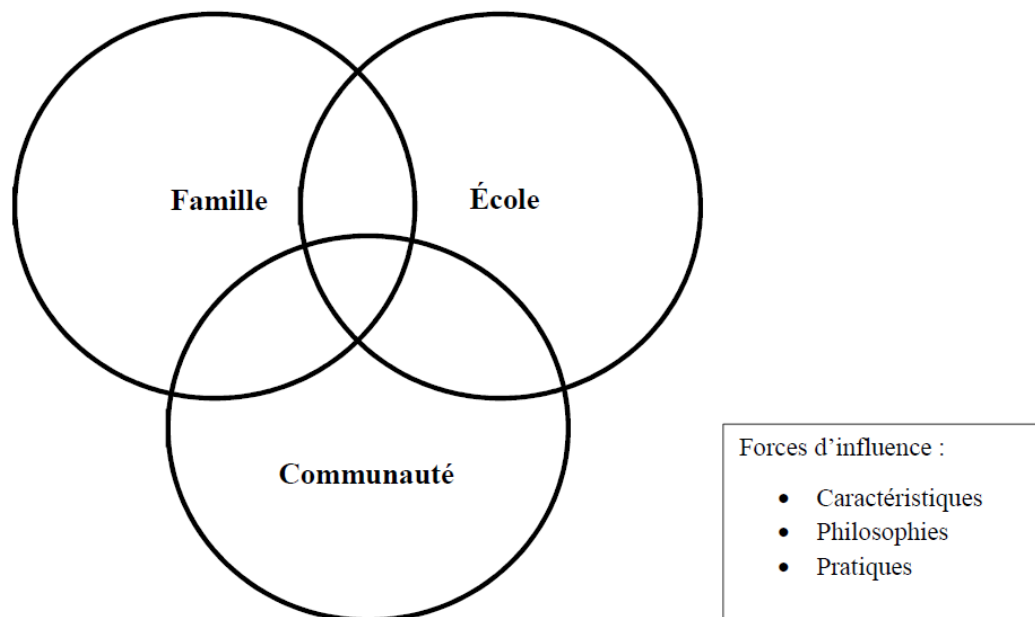 Famille
École
Communauté
Forces d’influence :
• Caractéristiques
• Philosophies
• Pratiques